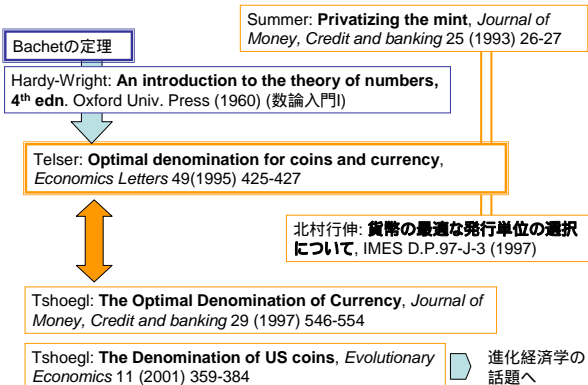 Summer: Privatizing the mint, Journal of
Money, Credit and banking 25 (1993) 26-27
Bachetの定理
Hardy-Wright: An introduction to the theory of numbers,
4th edn. Oxford Univ. Press (1960) (数論入門I)
Telser: Optimal denomination for coins and currency,
Economics Letters 49(1995) 425-427
北村行伸: 貨幣の最適な発行単位の選択
について, IMES D.P.97-J-3 (1997)
Tshoegl: The Optimal Denomination of Currency, Journal of
Money, Credit and banking 29 (1997) 546-554
Tshoegl: The Denomination of US coins, Evolutionary
Economics 11 (2001) 359-384
進化経済学の
話題へ